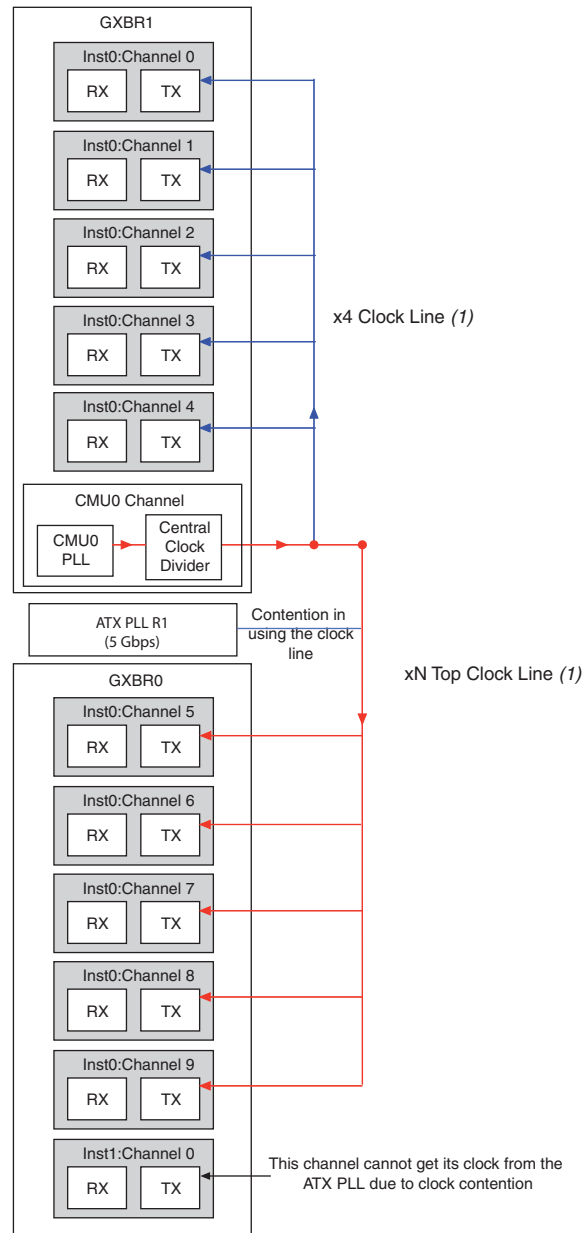 GXBR1
Inst0:Channel 0
RX TX
Inst0:Channel 1
RX TX
Inst0:Channel 2
RX TX
x4 Clock Line (1)
Inst0:Channel 3
RX TX
Inst0:Channel 4
RX TX
CMU0 Channel
CMU0
PLL
Central
Clock
Divider
ATX PLL R1
(5 Gbps)
Contention in
using the clock
line
xN Top Clock Line (1)
GXBR0
Inst0:Channel 5
RX TX
Inst0:Channel 6
RX TX
Inst0:Channel 7
RX TX
Inst0:Channel 8
RX TX
Inst0:Channel 9
RX TX
Inst1:Channel 0
RX TX
This channel cannot get its clock from the
ATX PLL due to clock contention